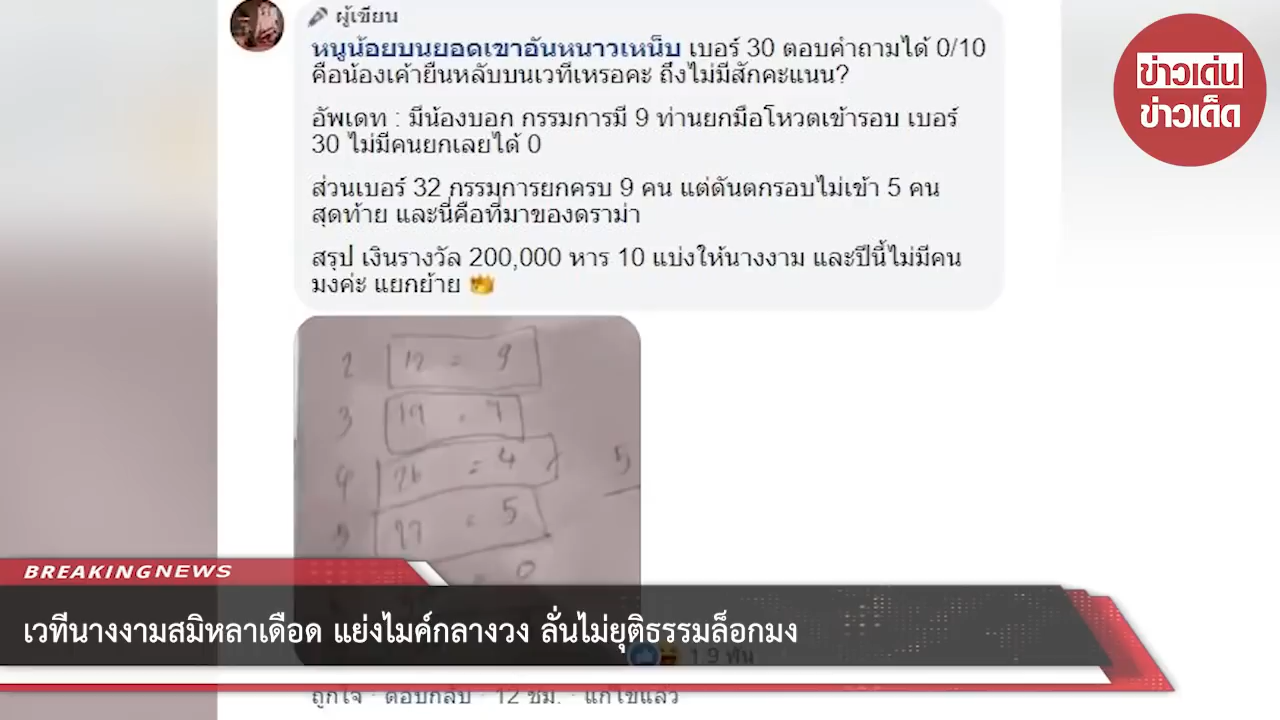 ผู้เขียน
หนูน้อยบนยอดเขาอันหนาวเหน็บ เบอร์ 30 ตอบคำถามได้ 0/10
คือน้องเค้ายืนหลับบนเวทีเหรอคะ ถึงไม่มีสักคะแนน?
อัพเดท : มีน้องบอก กรรมการมี 9 ท่านยกมือโหวตเข้ารอบ เบอร์
30 ไม่มีคนยกเลยได้ 0
ส่วนเบอร์ 32 กรรมการยกครบ 9 คน แต่ดันตกรอบไม่เข้า 5 คน
สุดท้าย และนี่คือที่มาของดราม่า
สรุป เงินรางวัล 200,000 หาร 10 แบ่งให้นางงาม และปีนี้ไม่มีคน
มงค่ะ แยกย้าย
ข่าวเด่น
ข่าวเด็ด
2 12 = 9
3 19 = 7
4 26 = 4
5
5 27 = 5
= 0
BREAKINGNEWS
เวทีนางงามสมิหลาเดือด แย่งไมค์กลางวง ลั่นไม่ยุติธรรมล็อกมง
1.9 พัน
ถูกใจ · ตอบกลับ · 12 ชม. · แก้ไขแล้ว